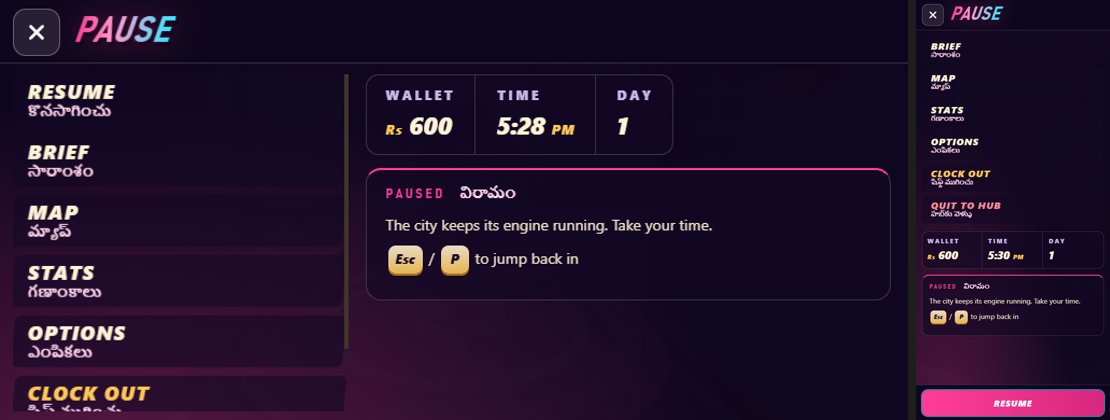 PAUSE
RESUME
కొనసాగించు
BRIEF
సారాంశం
MAP
మ్యాప్
STATS
గణాంకాలు
OPTIONS
ఎంపికలు
CLOCK OUT
షిఫ్ట్ ముగించు
WALLET TIME DAY
Rs 600 5:28 PM 1
PAUSED విరామం
The city keeps its engine running. Take your time.
Esc / P to jump back in
PAUSE
BRIEF
సారాంశం
MAP
మ్యాప్
STATS
గణాంకాలు
OPTIONS
ఎంపికలు
CLOCK OUT
షిఫ్ట్ ముగించు
QUIT TO HUB
హబ్‌కు వెళ్ళు
WALLET TIME DAY
Rs 600 5:30 PM 1
PAUSED విరామం
The city keeps its engine running. Take your time.
Esc / P to jump back in
RESUME